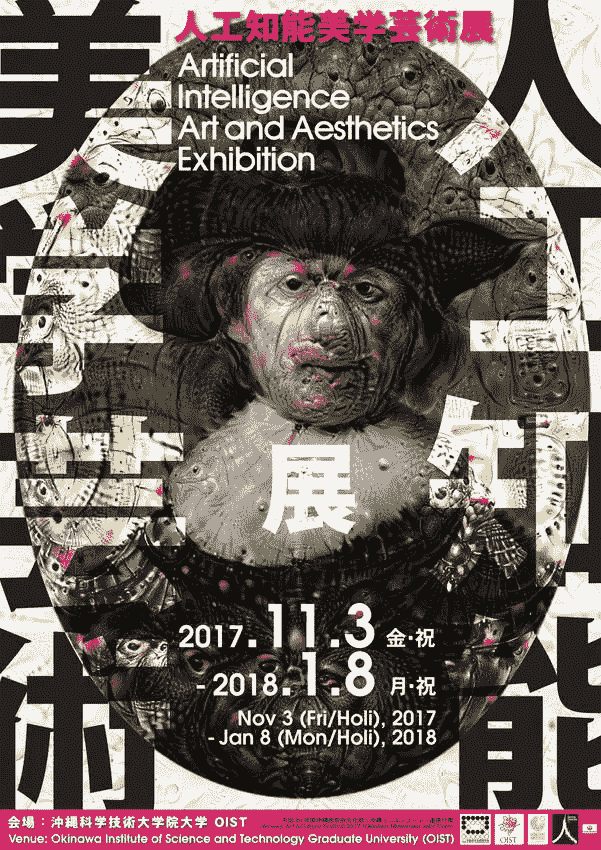 人工知能美学芸術展
Artificial
Intelligence
Art and Aesthetics
Exhibition
人工知能
美学芸術
展
2017.11.3 金·祝
- 2018.1.8 月·祝
Nov 3 (Fri/Holi), 2017
- Jan 8 (Mon/Holi), 2018
会場：沖縄科学技術大学院大学 OIST
Venue: Okinawa Institute of Science and Technology Graduate University (OIST)
OIST